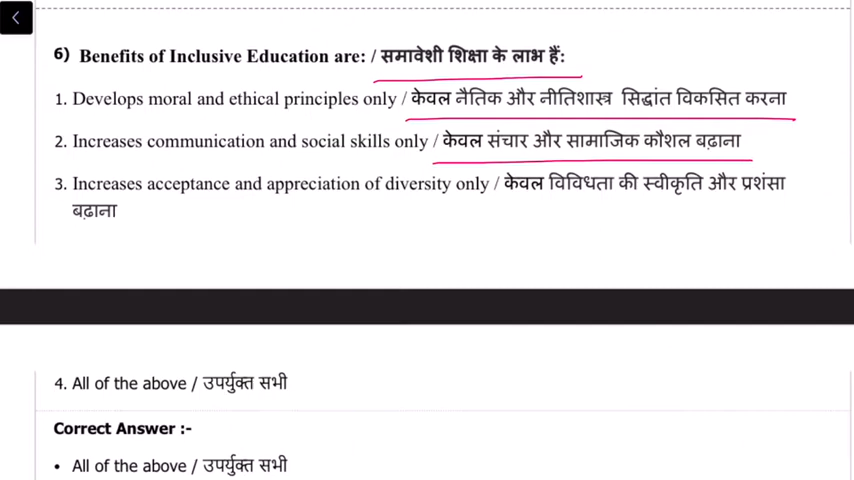 6) Benefits of Inclusive Education are: / समावेशी शिक्षा के लाभ हैं:
1. Develops moral and ethical principles only / केवल नैतिक और नीतिशास्त्र सिद्धांत विकसित करना
2. Increases communication and social skills only / केवल संचार और सामाजिक कौशल बढ़ाना
3. Increases acceptance and appreciation of diversity only / केवल विविधता की स्वीकृति और प्रशंसा
बढ़ाना
4. All of the above / उपर्युक्त सभी
Correct Answer :-
• All of the above / उपर्युक्त सभी